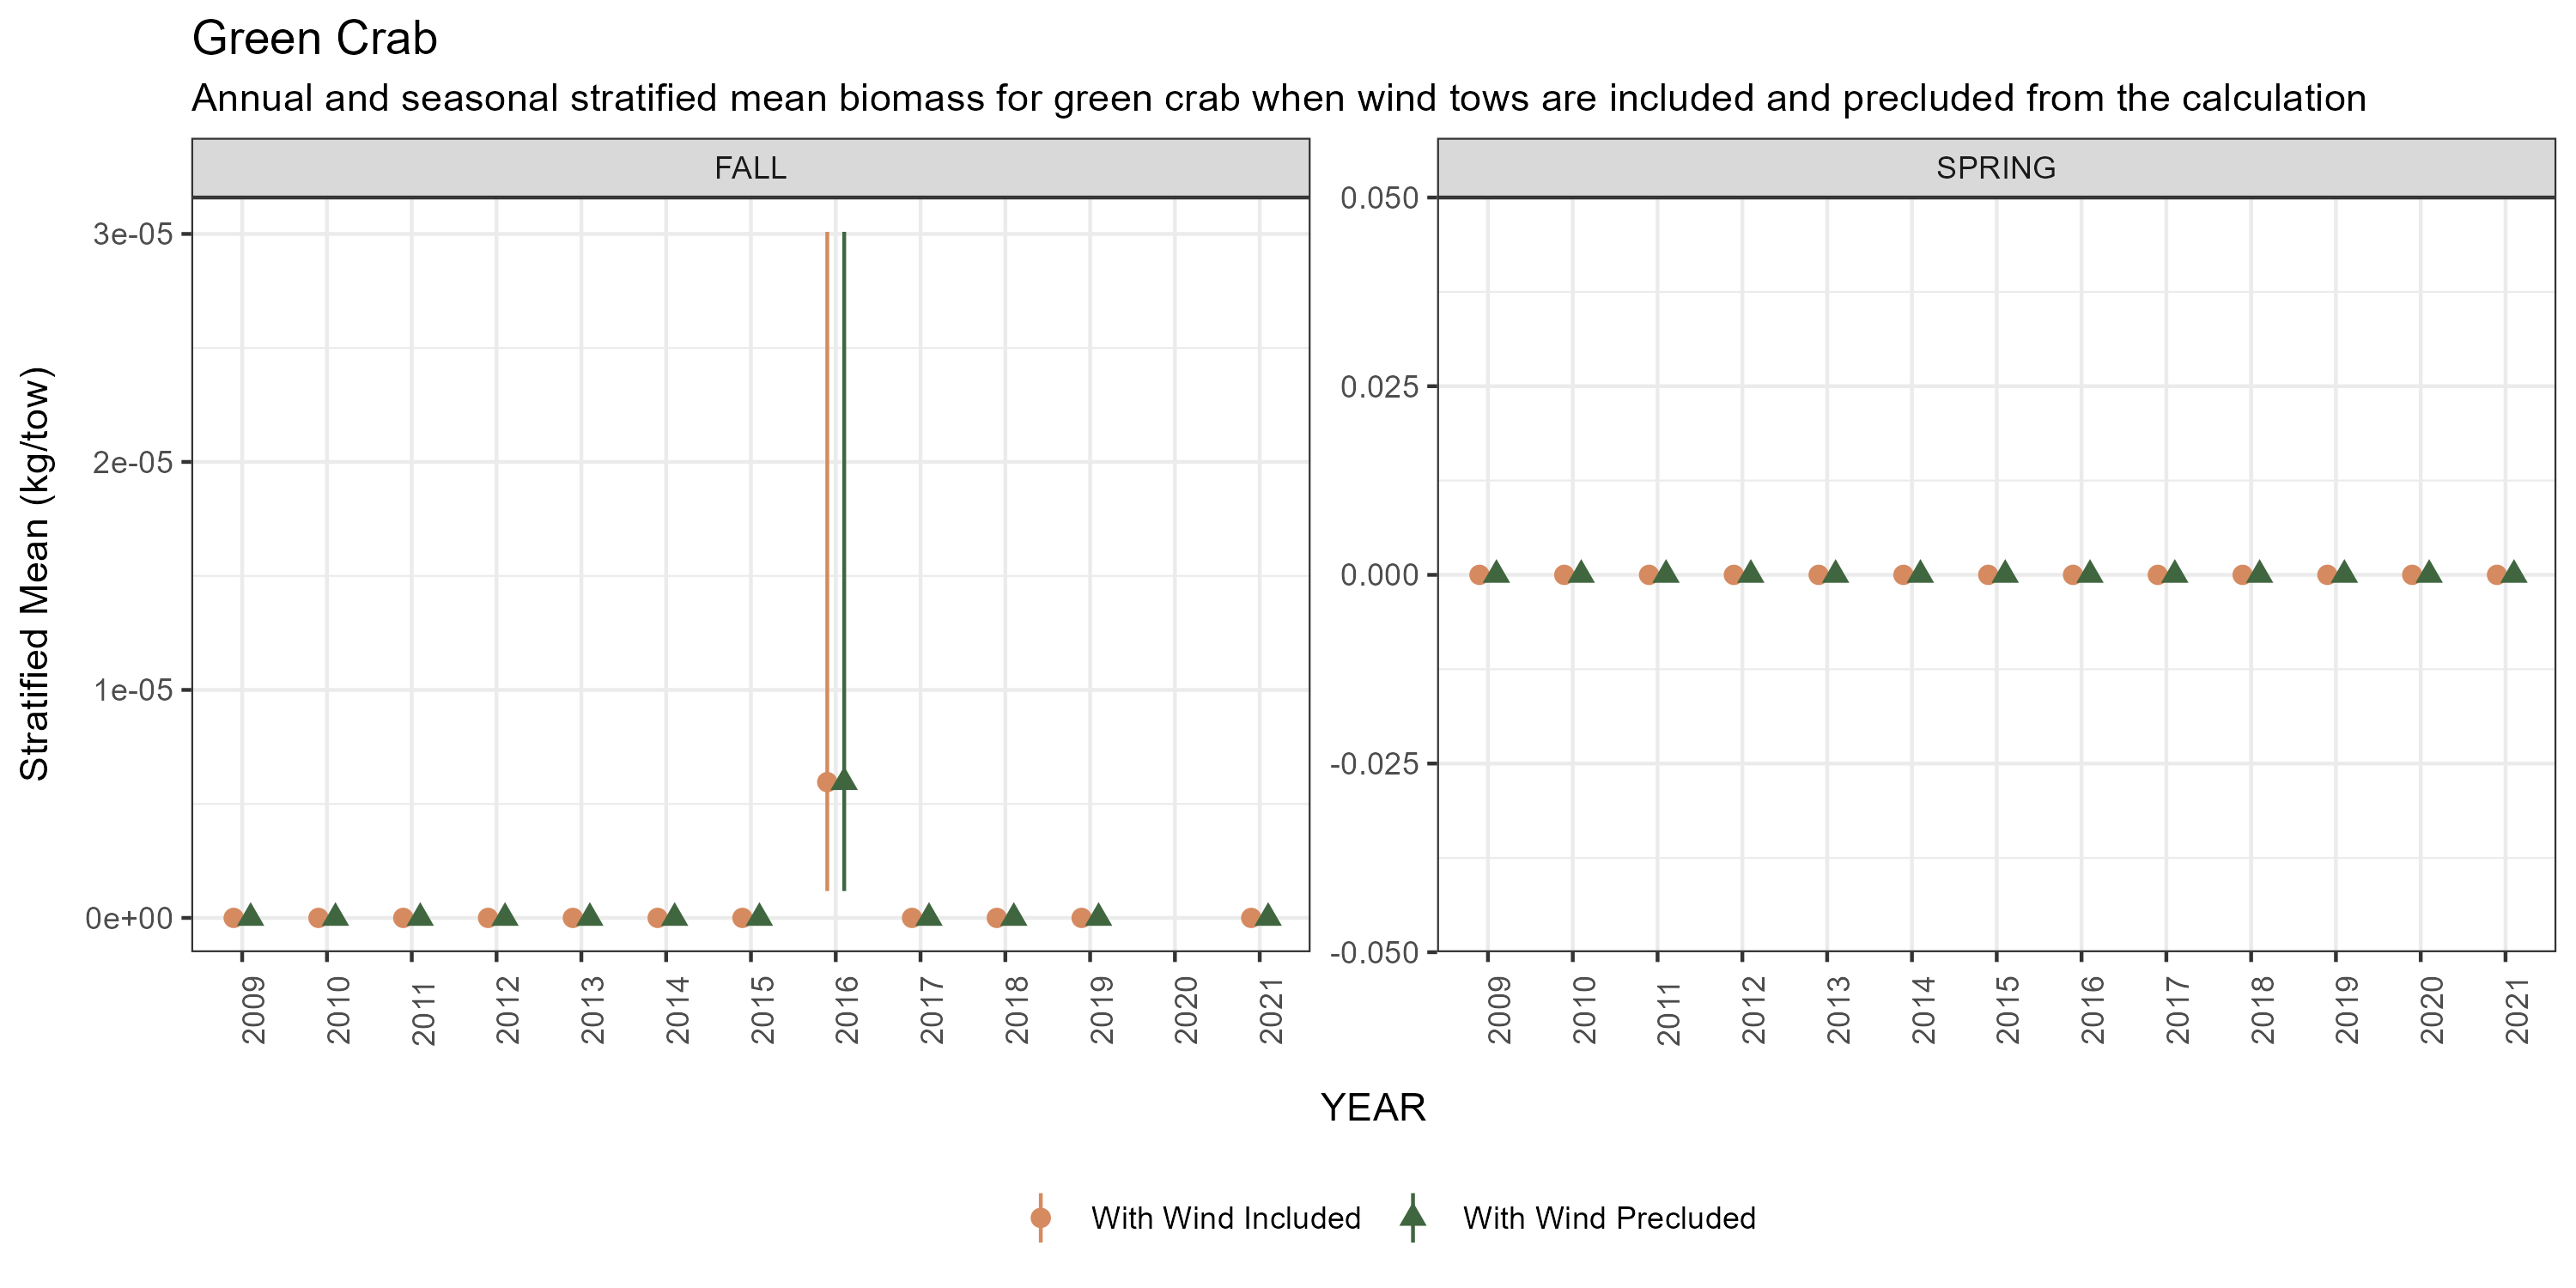 Green Crab
Annual and seasonal stratified mean biomass for green crab when wind tows are included and precluded from the calculation
FALL
SPRING
Stratified Mean (kg/tow)
3e-05
2e-05
1e-05
0e+00
0.050
0.025
0.000
-0.025
-0.050
2009 2010 2011 2012 2013 2014 2015 2016 2017 2018 2019 2020 2021
2009 2010 2011 2012 2013 2014 2015 2016 2017 2018 2019 2020 2021
YEAR
With Wind Included
With Wind Precluded